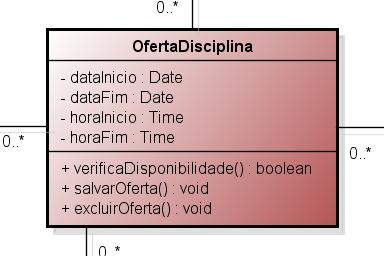 0..*
OfertaDisciplina
- dataInicio : Date
- dataFim : Date
- horaInicio : Time
- horaFim : Time
0..*
0..*
+ verificaDisponibilidade() : boolean
+ salvarOferta() : void
+ excluirOferta() : void
0..*